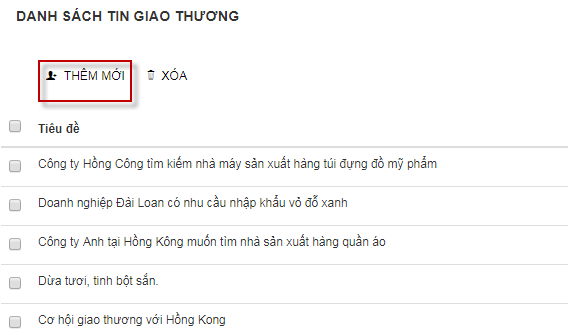 DANH SÁCH TIN GIAO THƯƠNG
THÊM MỚI XÓA
Tiêu đề
Công ty Hồng Công tìm kiếm nhà máy sản xuất hàng túi đựng đồ mỹ phẩm
Doanh nghiệp Đài Loan có nhu cầu nhập khẩu vỏ đỗ xanh
Công ty Anh tại Hồng Kông muốn tìm nhà sản xuất hàng quần áo
Dừa tươi, tinh bột sắn.
Cơ hội giao thương với Hồng Kong